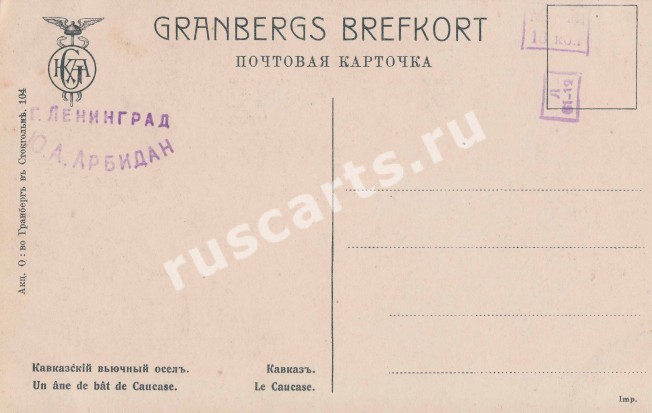 GRANBERGS BREFKORT
ПОЧТОВАЯ КАРТОЧКА
г. ЛЕНИНГРАД
Ю. А. АРБИДАН
Акц. О: во Гранбергъ въ Стокгольмѣ. 104
ruscarts.ru
Кавказскій вьючный оселъ.
Un âne de bât de Caucase.
Кавказъ.
Le Caucase.
Imp.